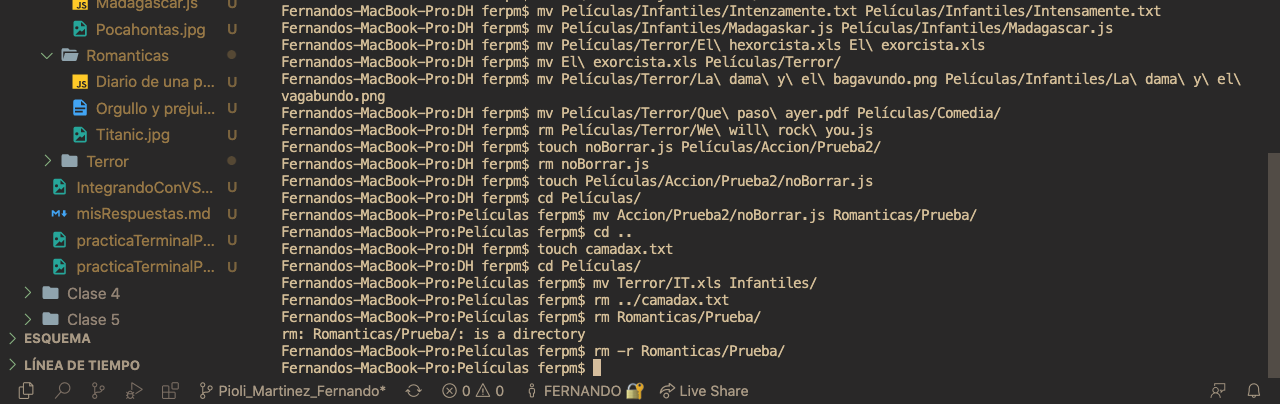 Madagascar.js U
Pocahontas.jpg U
Romanticas
JS Diario de una p... U
Orgullo y prejui... U
Titanic.jpg U
Terror
IntegrandoConVS... U
misRespuestas.md U
practicaTerminalP... U
practicaTerminalP... U
Clase 4
Clase 5
ESQUEMA
LÍNEA DE TIEMPO
Fernandos-MacBook-Pro:DH ferpm$ mv Películas/Infantiles/Intenzamente.txt Películas/Infantiles/Intensamente.txt
Fernandos-MacBook-Pro:DH ferpm$ mv Películas/Infantiles/Madagaskar.js Películas/Infantiles/Madagascar.js
Fernandos-MacBook-Pro:DH ferpm$ mv Películas/Terror/El\ hexorcista.xls El\ exorcista.xls
Fernandos-MacBook-Pro:DH ferpm$ mv El\ exorcista.xls Películas/Terror/
Fernandos-MacBook-Pro:DH ferpm$ mv Películas/Terror/La\ dama\ y\ el\ bagavundo.png Películas/Infantiles/La\ dama\ y\ el\
vagabundo.png
Fernandos-MacBook-Pro:DH ferpm$ mv Películas/Terror/Que\ paso\ ayer.pdf Películas/Comedia/
Fernandos-MacBook-Pro:DH ferpm$ rm Películas/Terror/We\ will\ rock\ you.js
Fernandos-MacBook-Pro:DH ferpm$ touch noBorrar.js Películas/Accion/Prueba2/
Fernandos-MacBook-Pro:DH ferpm$ rm noBorrar.js
Fernandos-MacBook-Pro:DH ferpm$ touch Películas/Accion/Prueba2/noBorrar.js
Fernandos-MacBook-Pro:DH ferpm$ cd Películas/
Fernandos-MacBook-Pro:Películas ferpm$ mv Accion/Prueba2/noBorrar.js Romanticas/Prueba/
Fernandos-MacBook-Pro:Películas ferpm$ cd ..
Fernandos-MacBook-Pro:DH ferpm$ touch camadax.txt
Fernandos-MacBook-Pro:DH ferpm$ cd Películas/
Fernandos-MacBook-Pro:Películas ferpm$ mv Terror/IT.xls Infantiles/
Fernandos-MacBook-Pro:Películas ferpm$ rm ../camadax.txt
Fernandos-MacBook-Pro:Películas ferpm$ rm Romanticas/Prueba/
rm: Romanticas/Prueba/: is a directory
Fernandos-MacBook-Pro:Películas ferpm$ rm -r Romanticas/Prueba/
Fernandos-MacBook-Pro:Películas ferpm$
Pioli_Martinez_Fernando* 0 0 FERNANDO 🔐 Live Share